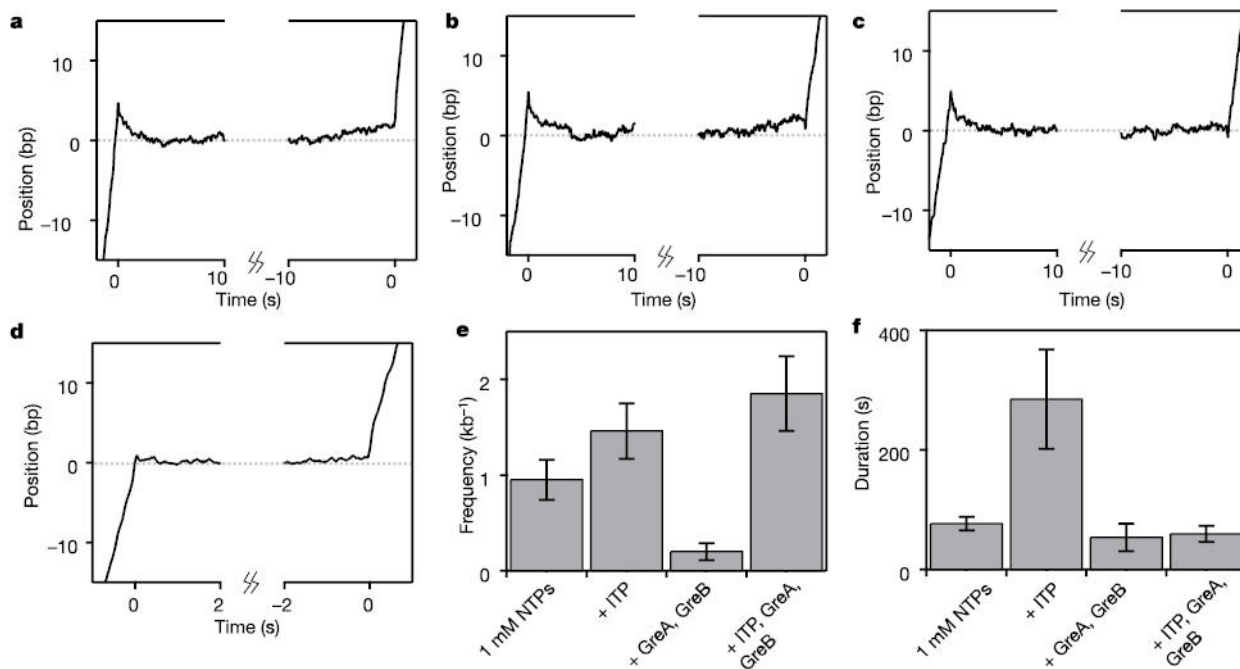 a
10
0
−10
Position (bp)
0
10
−10
0
Time (s)
b
10
0
−10
Position (bp)
0
10
−10
0
Time (s)
c
10
0
−10
Position (bp)
0
10
−10
0
Time (s)
d
10
0
−10
Position (bp)
0
2
−2
0
Time (s)
e
2
1
0
Frequency (kb⁻¹)
1 mM NTPs
+ ITP
+ GreA, GreB
+ ITP, GreA,
GreB
f
400
200
0
Duration (s)
1 mM NTPs
+ ITP
+ GreA, GreB
+ ITP, GreA,
GreB